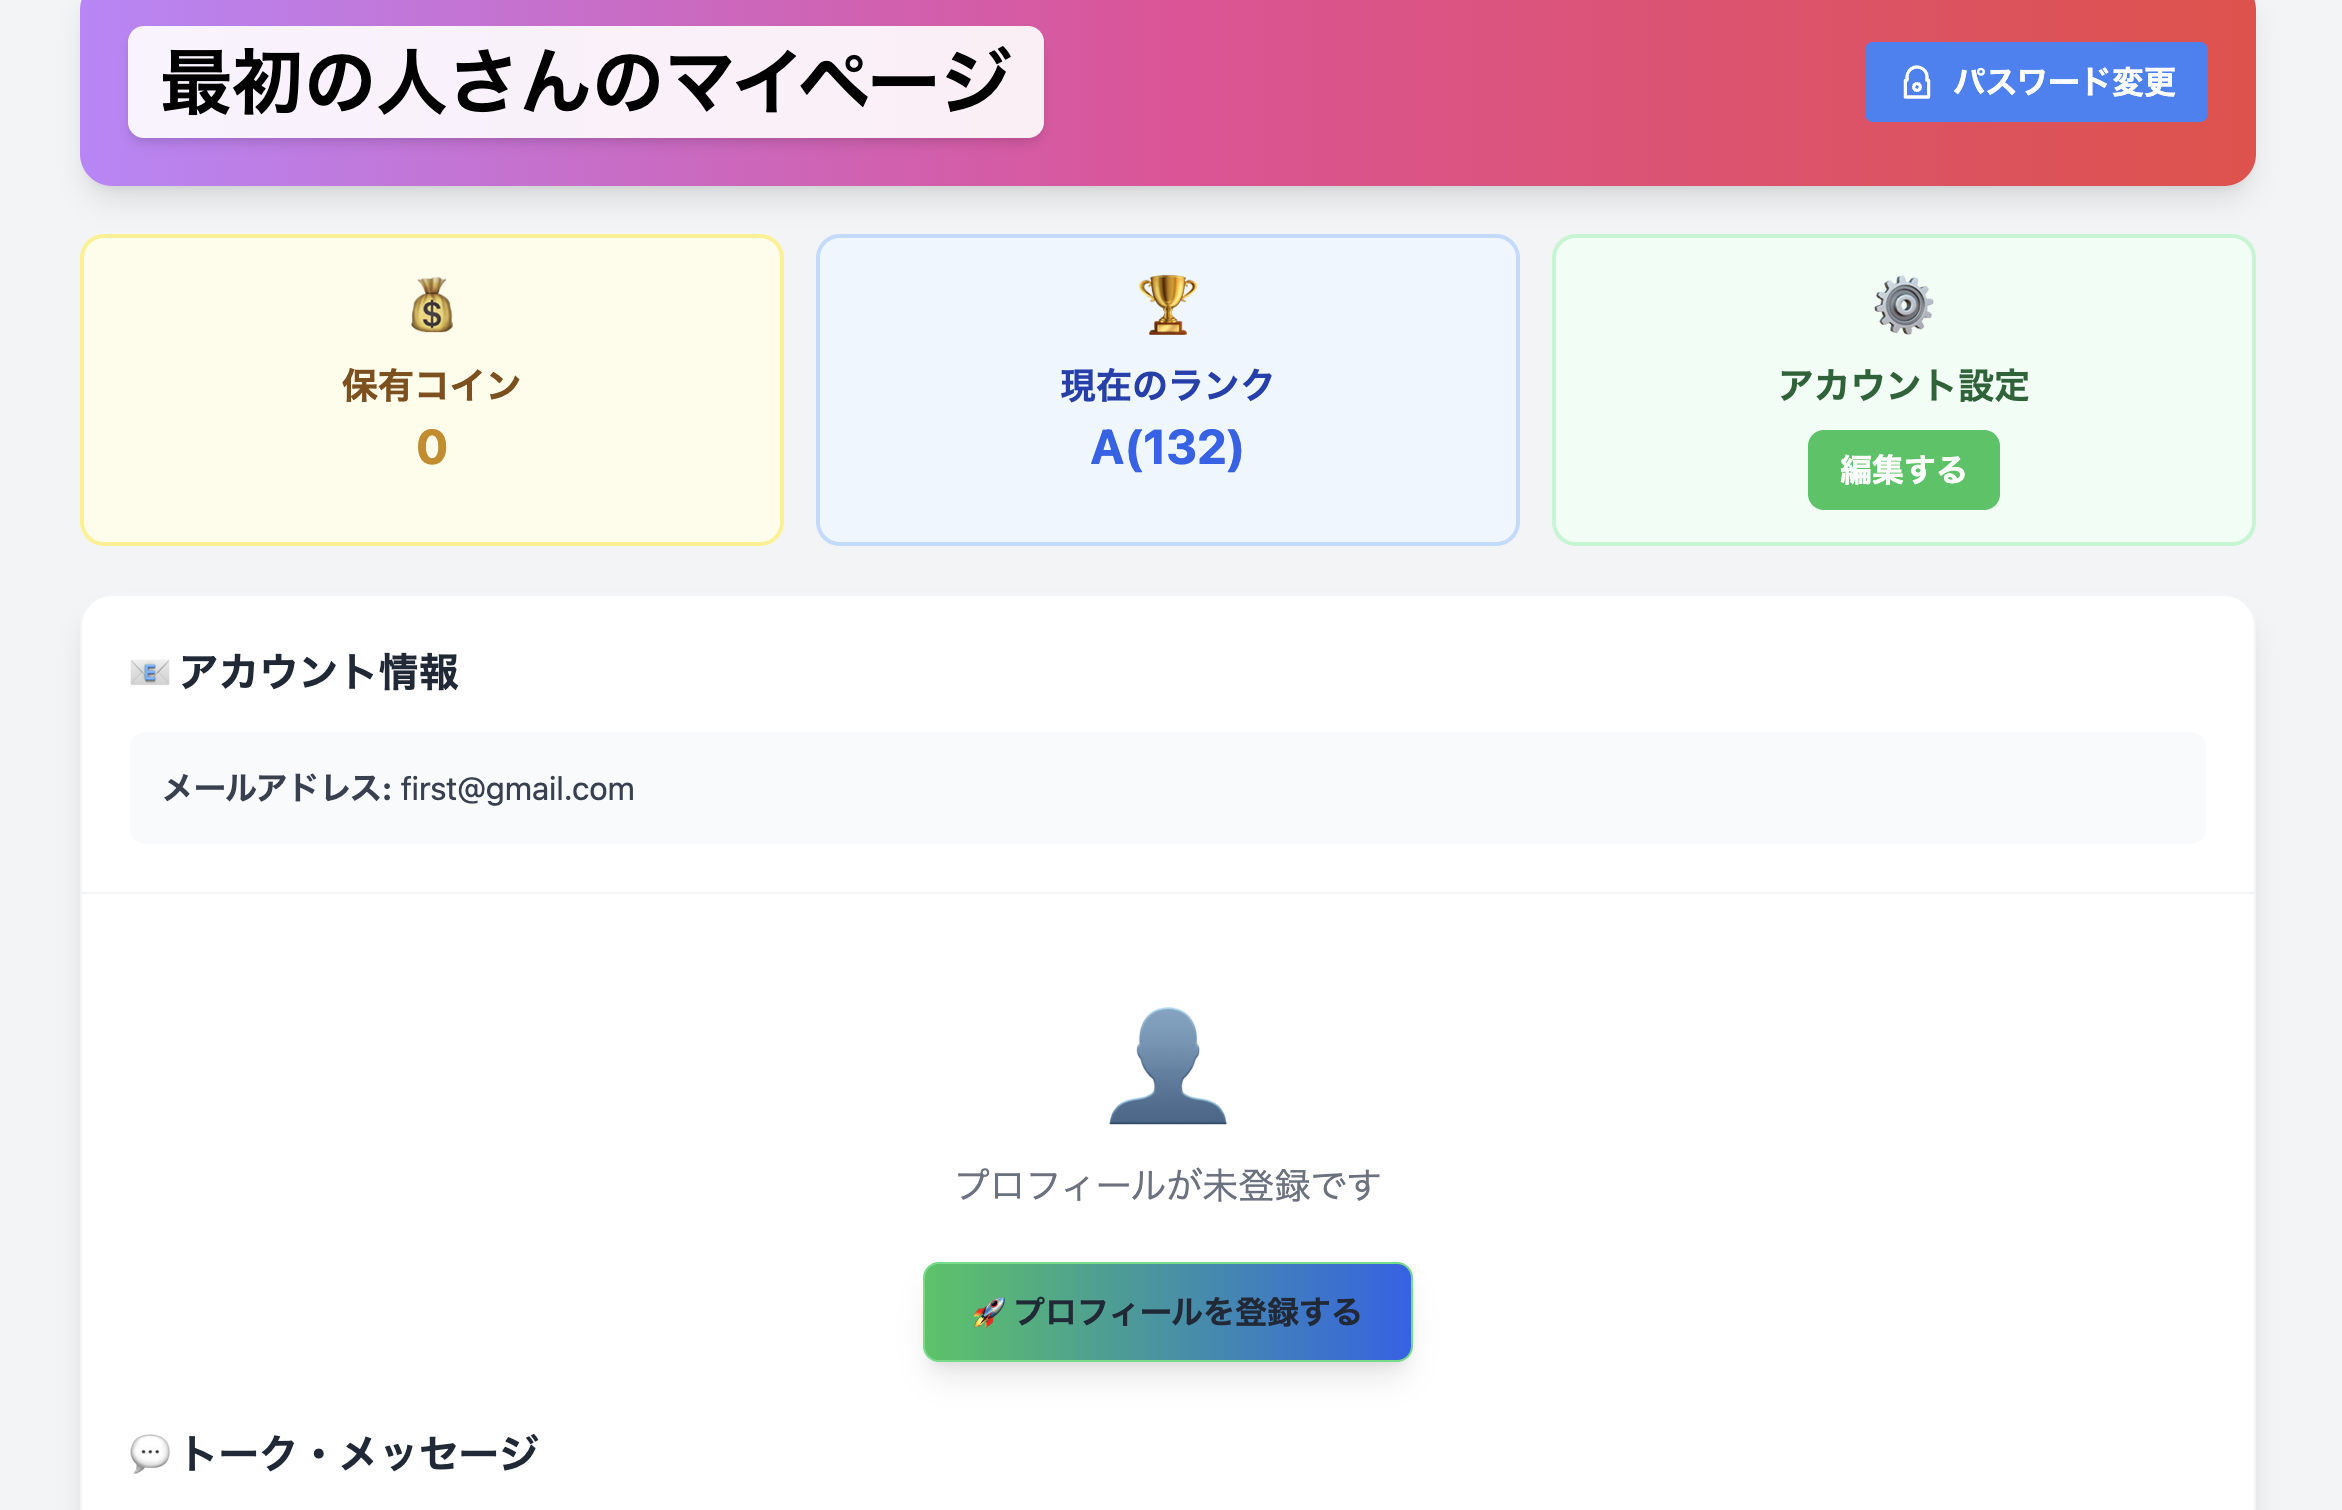 最初の人さんのマイページ
パスワード変更
保有コイン
0
現在のランク
A(132)
アカウント設定
編集する
アカウント情報
メールアドレス: first@gmail.com
プロフィールが未登録です
プロフィールを登録する
トーク・メッセージ